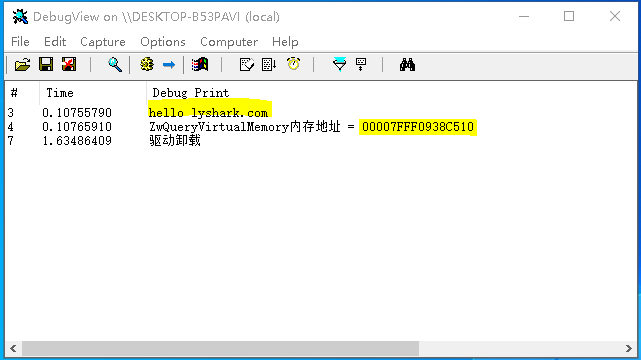 DebugView on \\DESKTOP-B53PAVI (local)
File Edit Capture Options Computer Help
# Time Debug Print
3 0.10755790 hello lyshark.com
4 0.10765910 ZwQueryVirtualMemory内存地址 = 00007FFF0938C510
7 1.63486409 驱动卸载